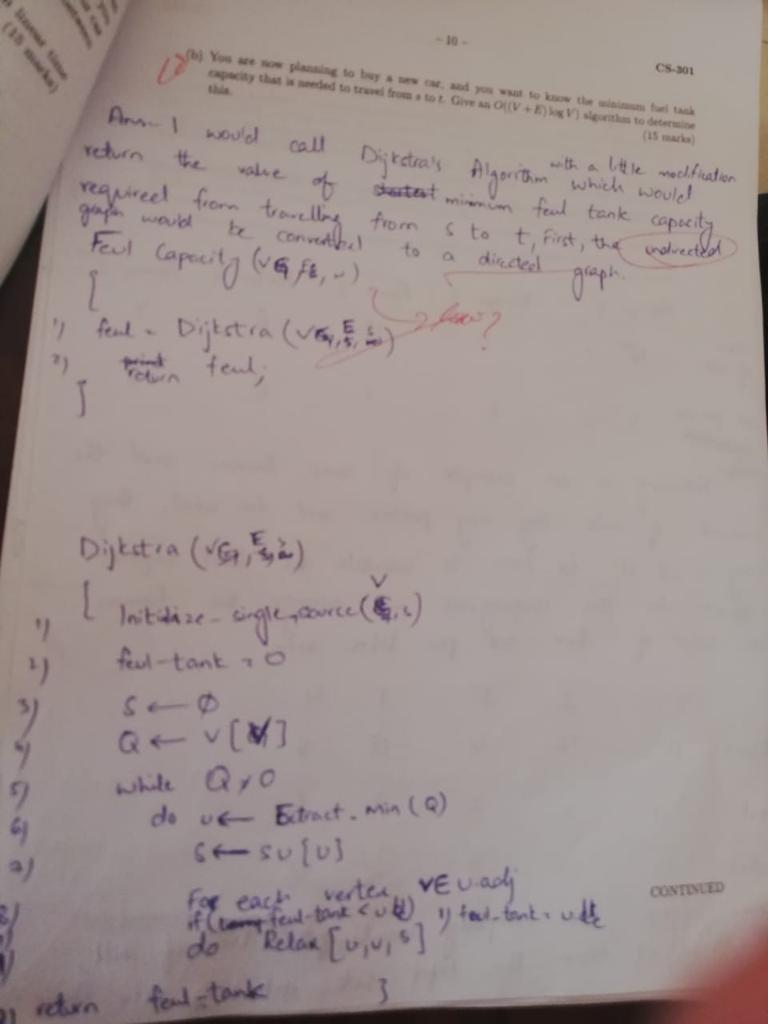 - 10 -
CS-301
(b) You are now planning to buy a new car, and you want to know the minimum fuel tank
capacity that is needed to travel from s to t. Give an O((V + E) log V) algorithm to determine
this.
(15 marks)
linear time
(15 marks)
Ans- I would call Dijkstra's Algorithm with a little modification which would
return the value of minimum feul tank capacity
required from travelling from s to t, First, the undirected
graph would be converted to a directed graph.
Feul Capacity (
[
how?
1) feul = Dijkstra (
2) return feul;
]
Dijkstra (
[
1) Initialize-single-source (
2) feul-tank = 0
3) S ← Ø
4) Q ← V [V]
5) while Q ≠ 0
6) do u ← Extract-min (Q)
7) S ← S U [U]
8) For each vertex v E u.adj
if ( feul-tank < 1) feul-tank =
do Relax [u, v, s]
return feul-tank ]
CONTINUED